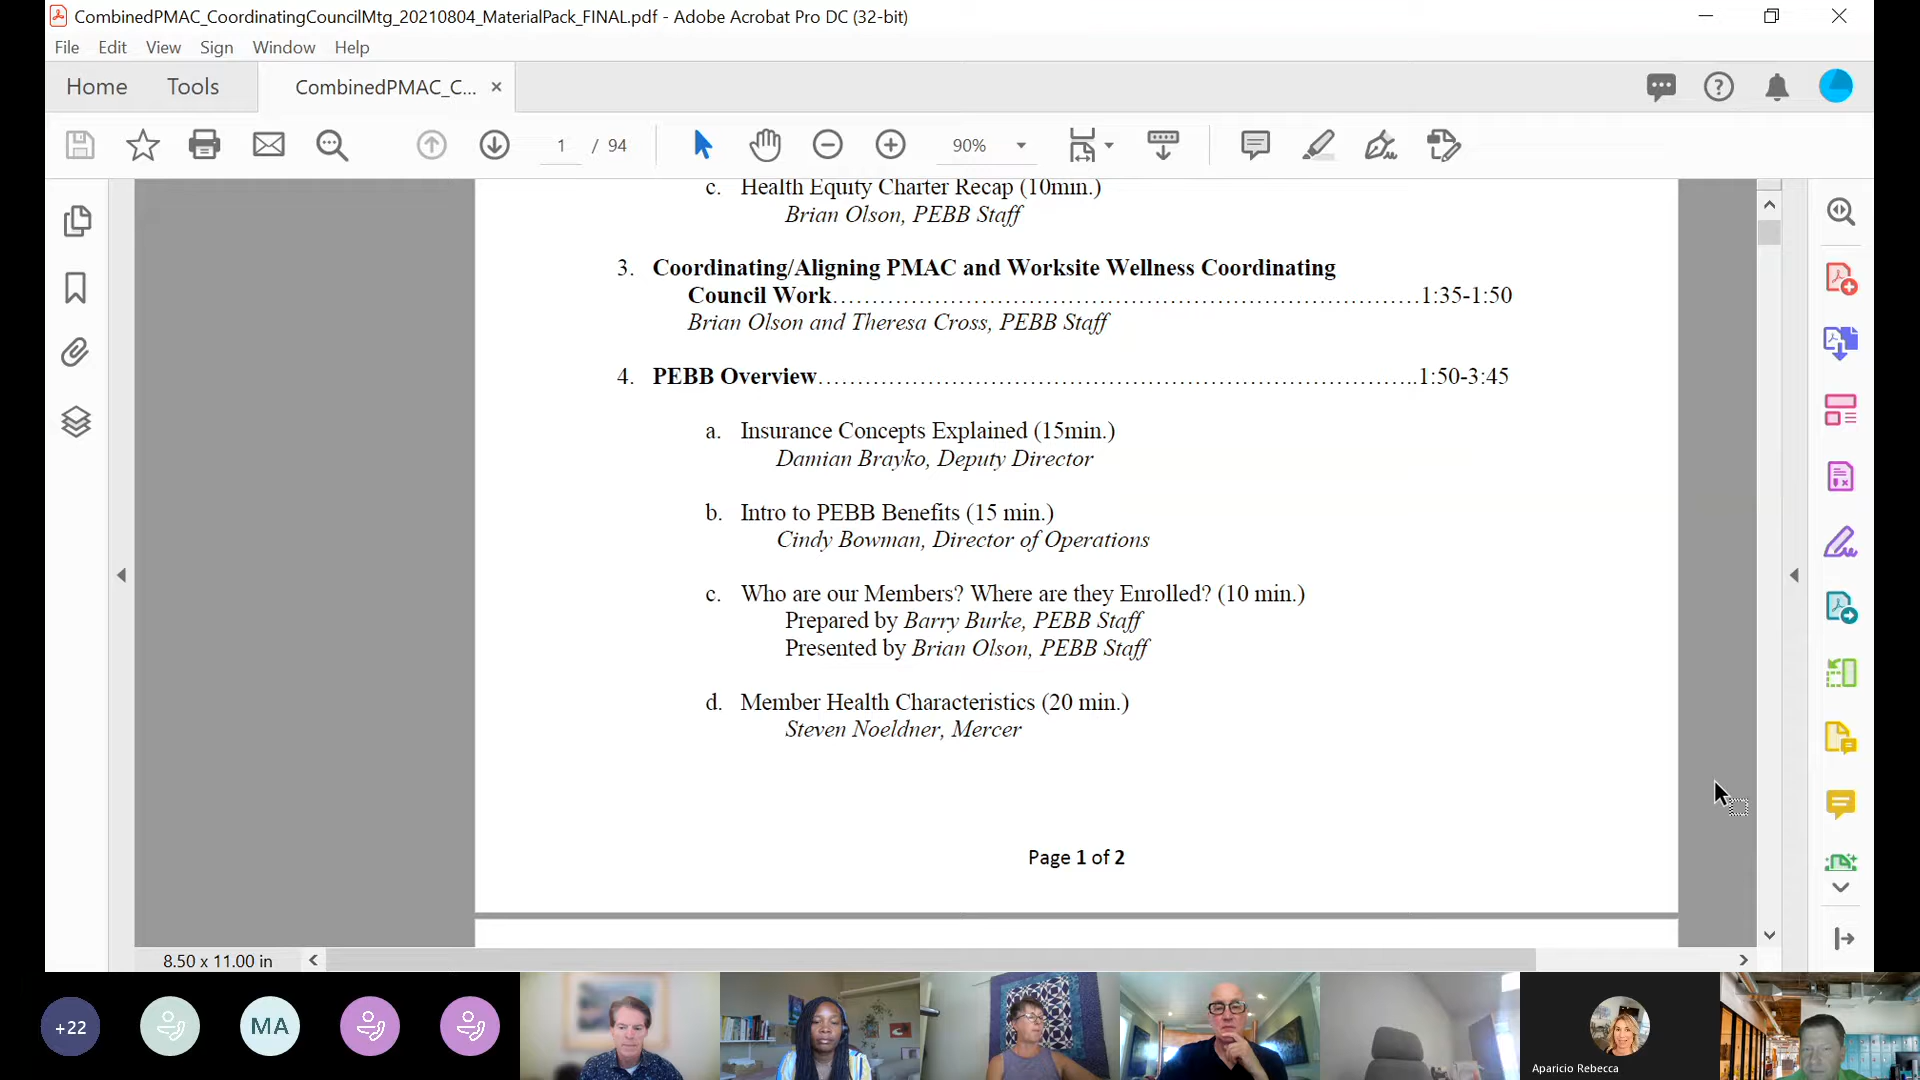 CombinedPMAC_CoordinatingCouncilMtg_20210804_MaterialPack_FINAL.pdf - Adobe Acrobat Pro DC (32-bit)
File Edit View Sign Window Help
Home Tools CombinedPMAC_C... ×
1 / 94 90%
c. Health Equity Charter Recap (10min.)
Brian Olson, PEBB Staff
3. Coordinating/Aligning PMAC and Worksite Wellness Coordinating
Council Work……………………………………………………………………1:35-1:50
Brian Olson and Theresa Cross, PEBB Staff
4. PEBB Overview……………………………………………………………………..1:50-3:45
a. Insurance Concepts Explained (15min.)
Damian Brayko, Deputy Director
b. Intro to PEBB Benefits (15 min.)
Cindy Bowman, Director of Operations
c. Who are our Members? Where are they Enrolled? (10 min.)
Prepared by Barry Burke, PEBB Staff
Presented by Brian Olson, PEBB Staff
d. Member Health Characteristics (20 min.)
Steven Noeldner, Mercer
Page 1 of 2
8.50 x 11.00 in
+22 MA
Aparicio Rebecca